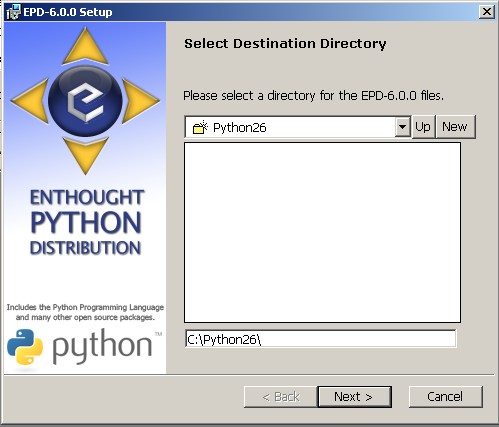 EPD-6.0.0 Setup
Select Destination Directory
Please select a directory for the EPD-6.0.0 files.
Python26
Up
New
ENTHOUGHT
PYTHON
DISTRIBUTION
Includes the Python Programming Language
and many other open source packages.
python™
C:\Python26\
< Back
Next >
Cancel